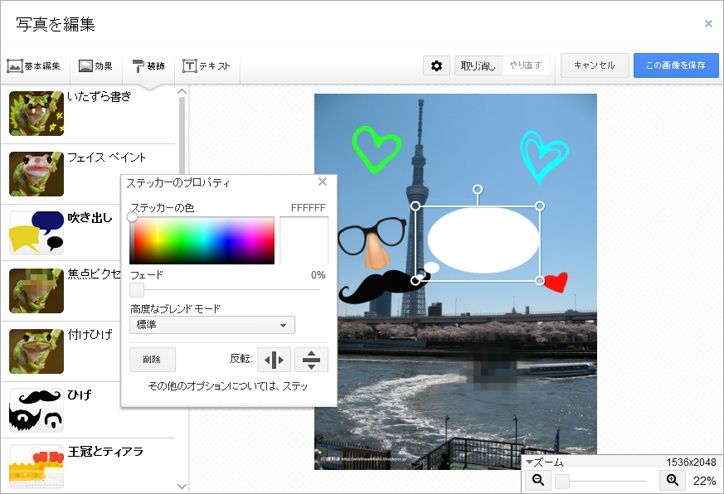 写真を編集
基本編集
効果
装飾
テキスト
取り消し
やり直す
キャンセル
この画像を保存
いたずら書き
フェイス ペイント
吹き出し
焦点ピクセ
付けひげ
ひげ
王冠とティアラ
ステッカーのプロパティ
ステッカーの色
FFFFFF
フェード
0%
高度なブレンド モード
標準
削除
反転:
その他のオプションについては、ステッ
ズーム
1536x2048
22%